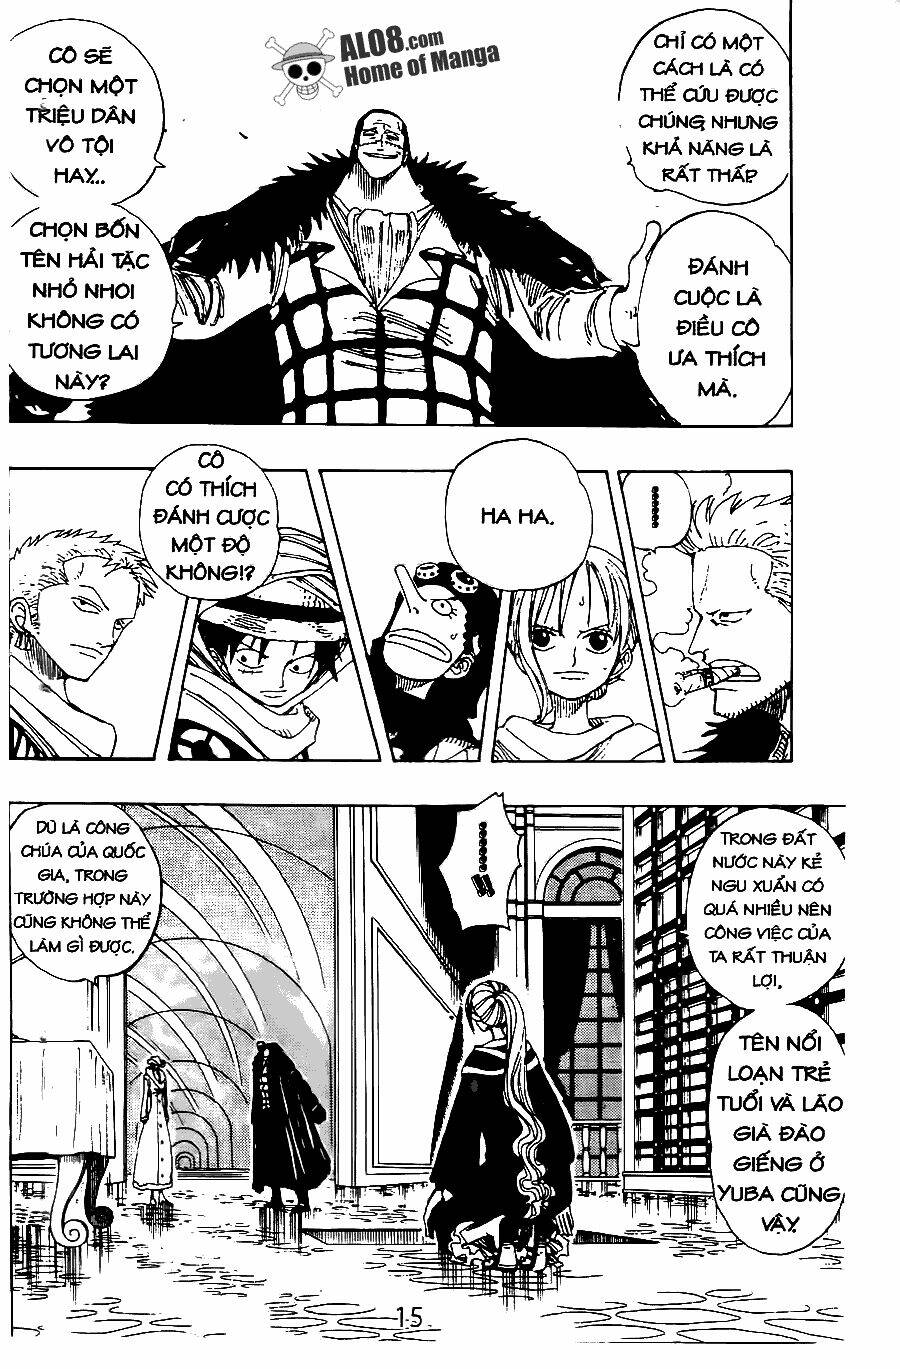 AL08.com
Home of Manga
CHỈ CÓ MỘT
CÁCH LÀ CÓ
THỂ CỨU ĐƯỢC
CHÚNG, NHƯNG
KHẢ NĂNG LÀ
RẤT THẤP.
ĐÁNH
CUỘC LÀ
ĐIỀU CÔ
ƯA THÍCH
MÀ.
CÔ SẼ
CHỌN MỘT
TRIỆU DÂN
VÔ TỘI
HAY...
CHỌN BỐN
TÊN HẢI TẶC
NHỎ NHOI
KHÔNG CÓ
TƯƠNG LAI
NÀY?
......
HA HA.
CÔ
CÓ THÍCH
ĐÁNH CƯỢC
MỘT ĐỘ
KHÔNG!?
TRONG ĐẤT
NƯỚC NÀY KẺ
NGU XUẨN CÓ
QUÁ NHIỀU NÊN
CÔNG VIỆC CỦA
TA RẤT THUẬN
LỢI.
TÊN NỔI
LOẠN TRẺ
TUỔI VÀ LÃO
GIÀ ĐÀO
GIẾNG Ở
YUBA CŨNG
VẬY.
......!!
DÙ LÀ CÔNG
CHÚA CỦA QUỐC
GIA, TRONG
TRƯỜNG HỢP NÀY
CŨNG KHÔNG THỂ
LÀM GÌ ĐƯỢC.
15